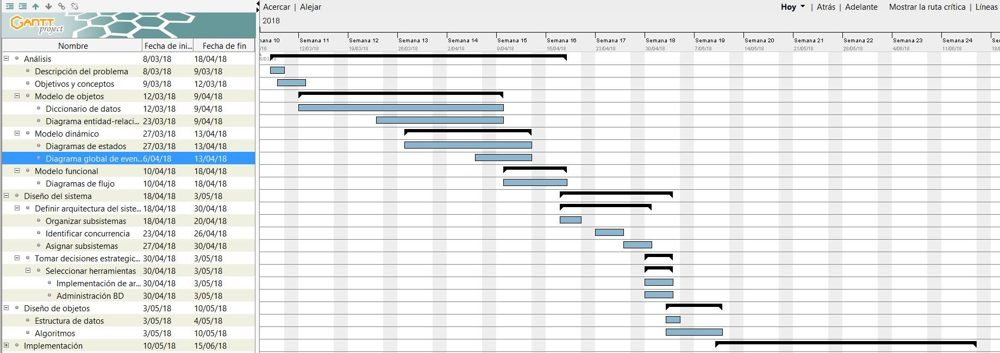 Acercar | Alejar
Hoy | Atrás | Adelante Mostrar la ruta crítica | Líneas
GANTT
project
2018
Nombre Fecha de ini... Fecha de fin
Semana 11 Semana 12 Semana 13 Semana 14 Semana 15 Semana 16 Semana 17 Semana 18 Semana 19 Semana 20 Semana 21 Semana 22 Semana 23 Semana 24
12/03/18 19/03/18 26/03/18 2/04/18 9/04/18 16/04/18 23/04/18 30/04/18 7/05/18 14/05/18 21/05/18 28/05/18 4/06/18 11/06/18
Análisis 8/03/18 18/04/18
Descripción del problema 8/03/18 9/03/18
Objetivos y conceptos 9/03/18 12/03/18
Modelo de objetos 12/03/18 9/04/18
Diccionario de datos 12/03/18 9/04/18
Diagrama entidad-relaci... 23/03/18 9/04/18
Modelo dinámico 27/03/18 13/04/18
Diagramas de estados 27/03/18 13/04/18
Diagrama global de even... 6/04/18 13/04/18
Modelo funcional 10/04/18 18/04/18
Diagramas de flujo 10/04/18 18/04/18
Diseño del sistema 18/04/18 3/05/18
Definir arquitectura del siste... 18/04/18 30/04/18
Organizar subsistemas 18/04/18 20/04/18
Identificar concurrencia 23/04/18 26/04/18
Asignar subsistemas 27/04/18 30/04/18
Tomar decisiones estrategic... 30/04/18 3/05/18
Seleccionar herramientas 30/04/18 3/05/18
Implementación de ar... 30/04/18 3/05/18
Administración BD 30/04/18 3/05/18
Diseño de objetos 3/05/18 10/05/18
Estructura de datos 3/05/18 4/05/18
Algoritmos 3/05/18 10/05/18
Implementación 10/05/18 15/06/18